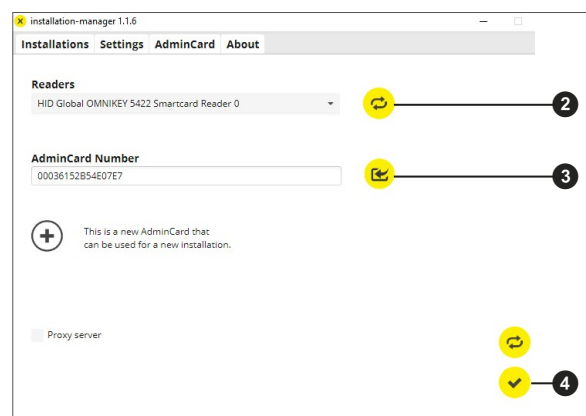 installation-manager 1.1.6
Installations Settings AdminCard About
Readers
HID Global OMNIKEY 5422 Smartcard Reader 0
2
AdminCard Number
00036152B54E07E7
3
This is a new AdminCard that
can be used for a new installation.
Proxy server
4